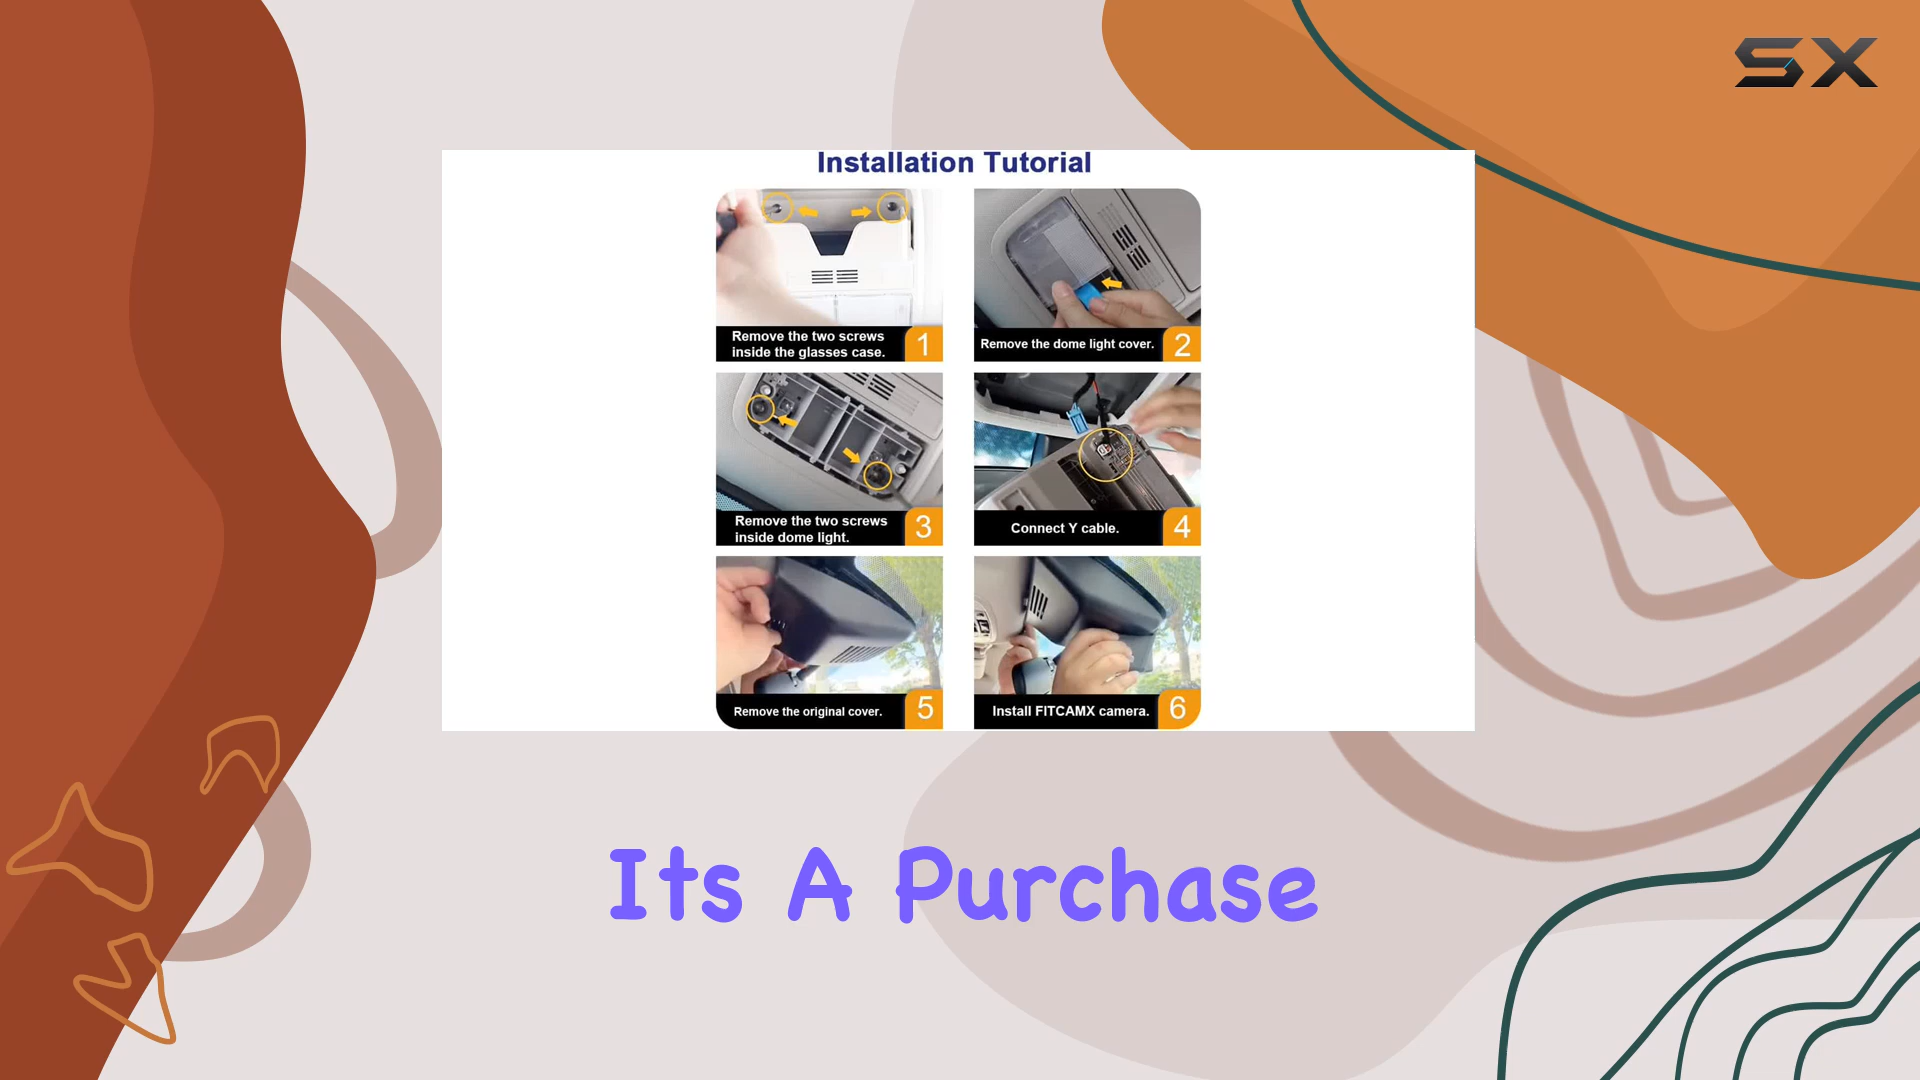 SX
Installation Tutorial
Remove the two screws
inside the glasses case.
1
Remove the dome light cover.
2
Remove the two screws
inside dome light.
3
Connect Y cable.
4
Remove the original cover.
5
Install FITCAMX camera.
6
Its A Purchase